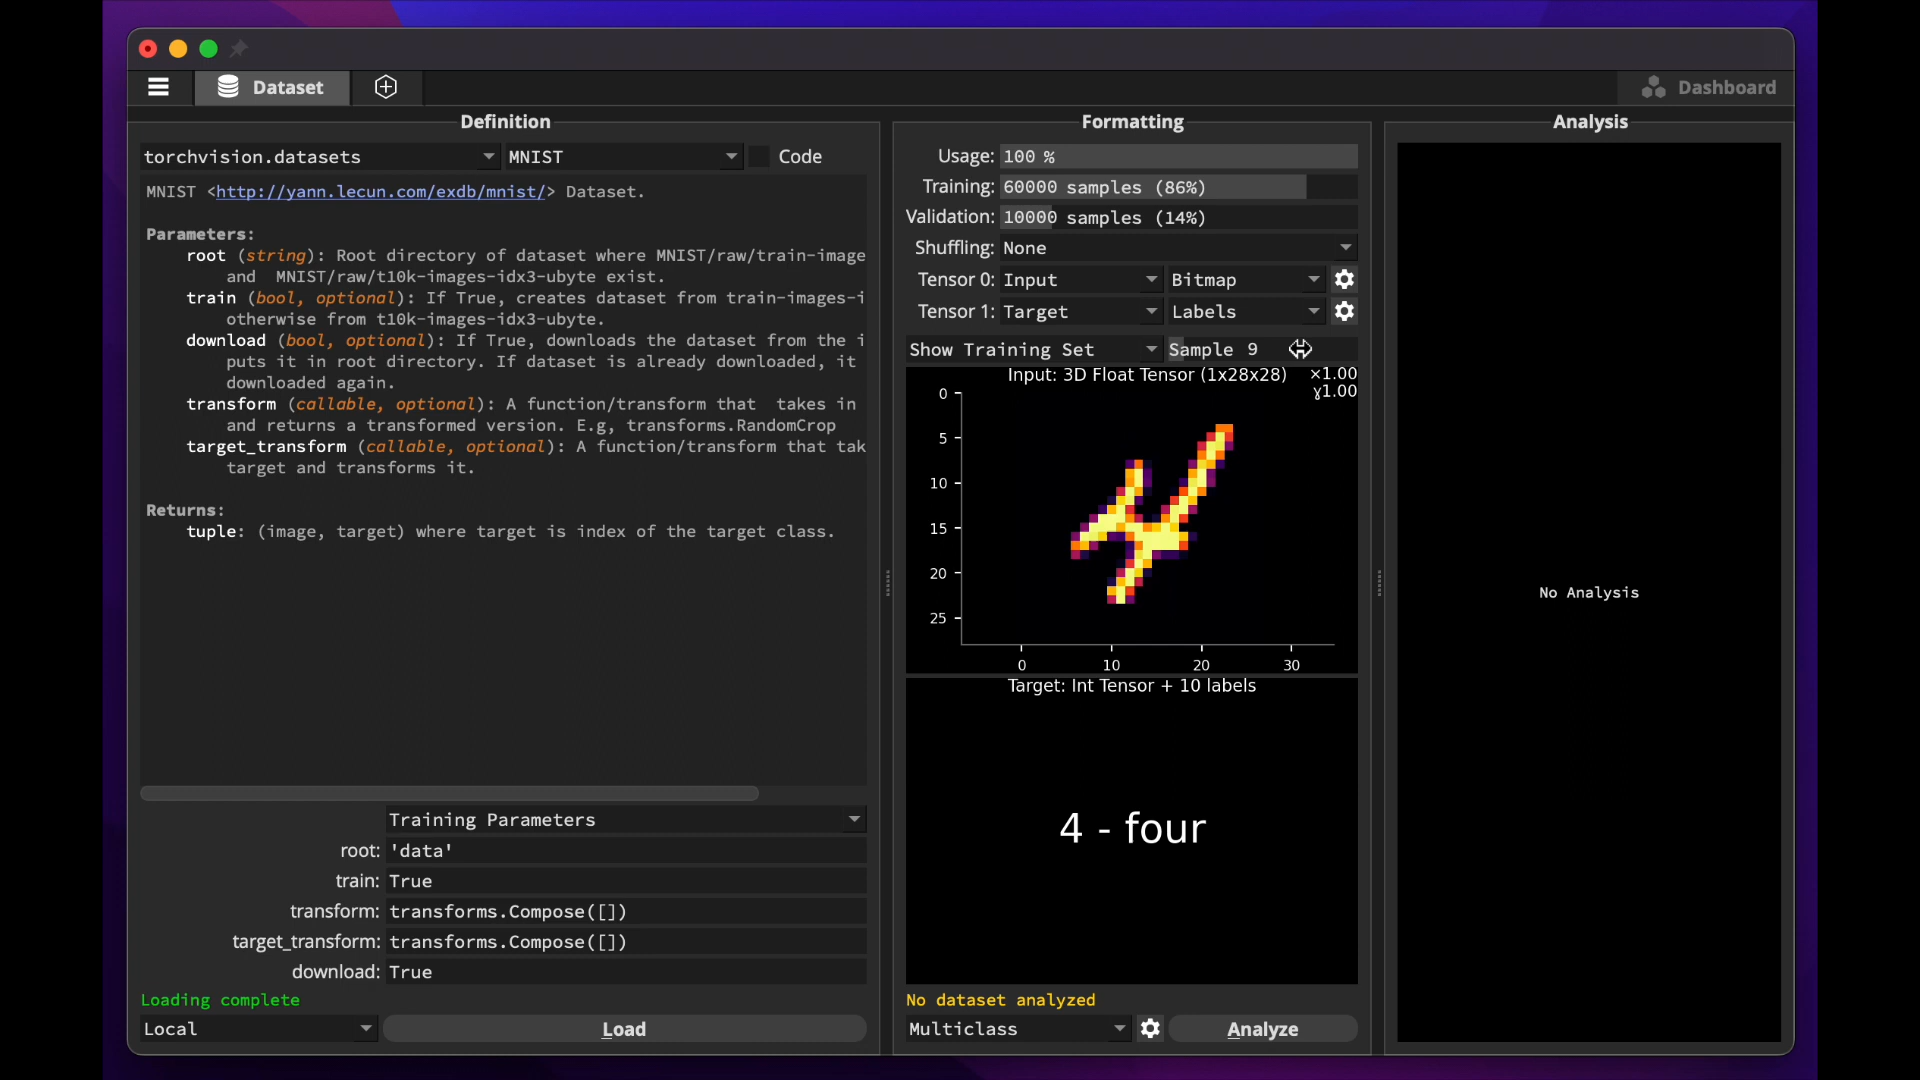 Dataset
Dashboard
Definition
torchvision.datasets
MNIST
Code
MNIST <http://yann.lecun.com/exdb/mnist/> Dataset.
Parameters:
root (string): Root directory of dataset where MNIST/raw/train-image
and  MNIST/raw/t10k-images-idx3-ubyte exist.
train (bool, optional): If True, creates dataset from train-images-i
otherwise from t10k-images-idx3-ubyte.
download (bool, optional): If True, downloads the dataset from the i
puts it in root directory. If dataset is already downloaded, it
downloaded again.
transform (callable, optional): A function/transform that  takes in
and returns a transformed version. E.g, transforms.RandomCrop
target_transform (callable, optional): A function/transform that tak
target and transforms it.
Returns:
tuple: (image, target) where target is index of the target class.
Training Parameters
root: 'data'
train: True
transform: transforms.Compose([])
target_transform: transforms.Compose([])
download: True
Loading complete
Local
Load
Formatting
Usage: 100 %
Training: 60000 samples (86%)
Validation: 10000 samples (14%)
Shuffling: None
Tensor 0: Input Bitmap
Tensor 1: Target Labels
Show Training Set
Sample 9
Input: 3D Float Tensor (1x28x28)
×1.00
γ1.00
0
5
10
15
20
25
0 10 20 30
Target: Int Tensor + 10 labels
4 - four
No dataset analyzed
Multiclass
Analyze
Analysis
No Analysis